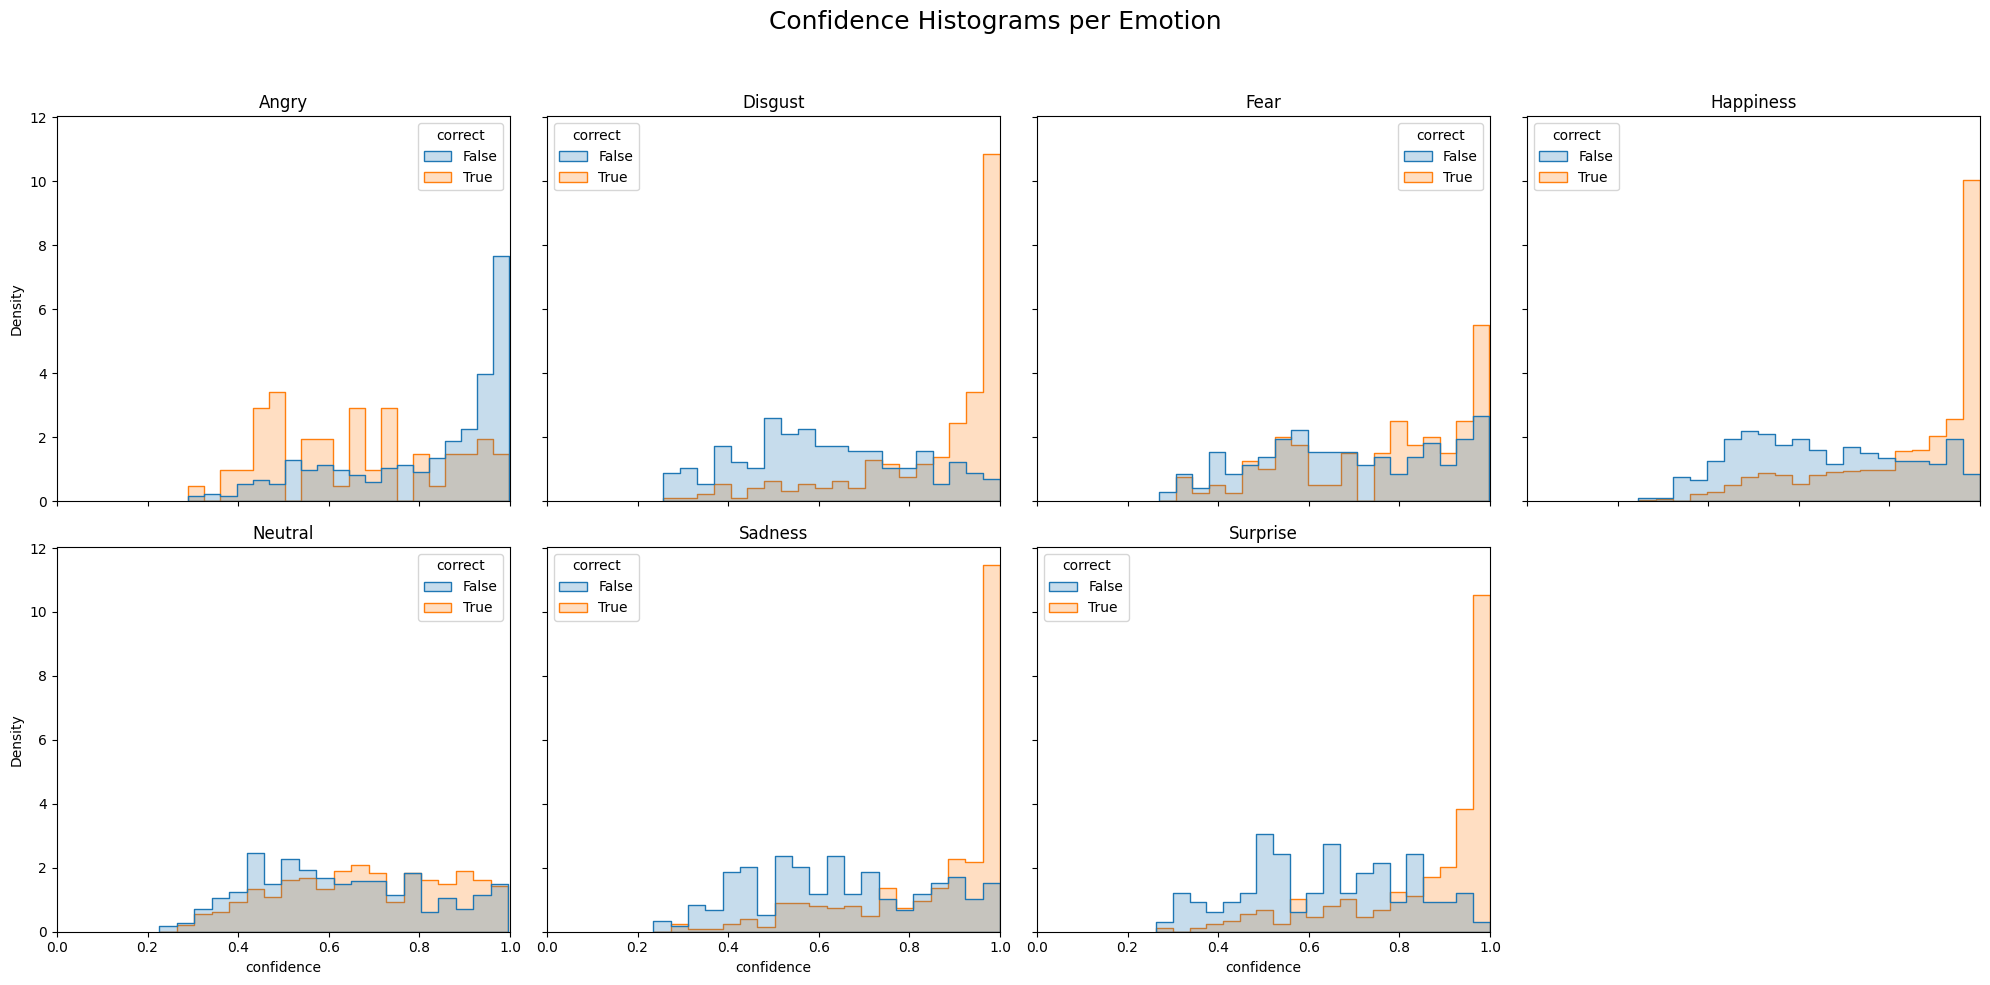 Confidence Histograms per Emotion
Angry
Disgust
Fear
Happiness
12
10
8
6
4
2
0
Density
correct
False
True
correct
False
True
correct
False
True
correct
False
True
Neutral
Sadness
Surprise
12
10
8
6
4
2
0
Density
correct
False
True
correct
False
True
correct
False
True
0.0 0.2 0.4 0.6 0.8 1.0
0.0 0.2 0.4 0.6 0.8 1.0
0.0 0.2 0.4 0.6 0.8 1.0
confidence
confidence
confidence